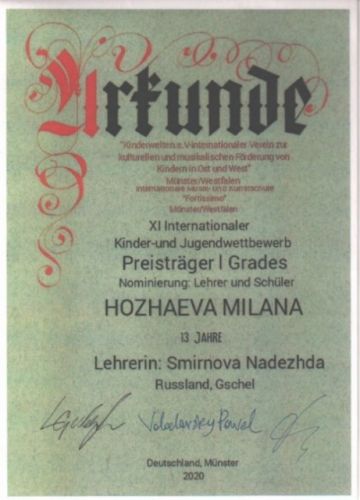 Urkunde
"Kinderwelten e.V-Internationaler Verein zur
kulturellen und musikalischen Förderung von
Kindern in Ost und West"
Münster/Westfalen
Internationale Musik- und Kunstschule
"Fortissimo"
Münster/Westfalen
XI Internationaler
Kinder-und Jugendwettbewerb
Preisträger I Grades
Nominierung: Lehrer und Schüler
HOZHAEVA MILANA
13 JAHRE
Lehrerin: Smirnova Nadezhda
Russland, Gschel
Volodarsky Pawel
Deutschland, Münster
2020